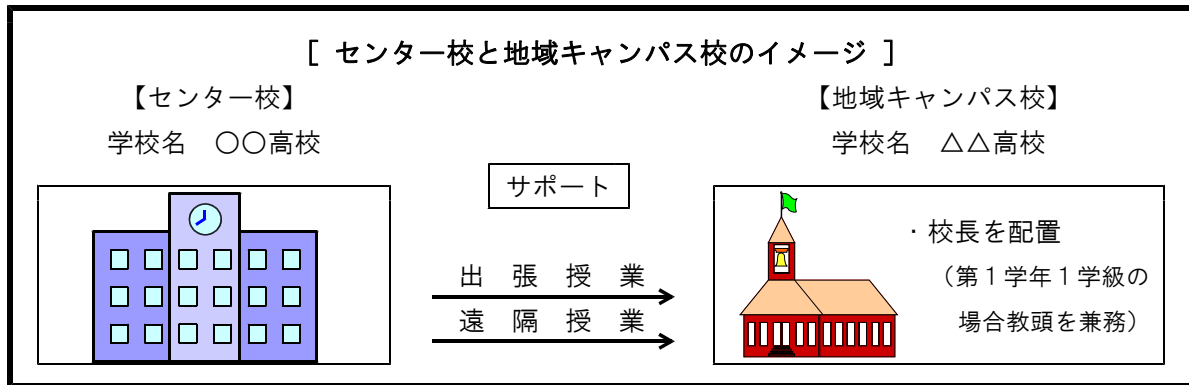 [ センター校と地域キャンパス校のイメージ ]
【センター校】
学校名　○○高校
【地域キャンパス校】
学校名　△△高校
サポート
出張授業
遠隔授業
・校長を配置
（第１学年１学級の
場合教頭を兼務）